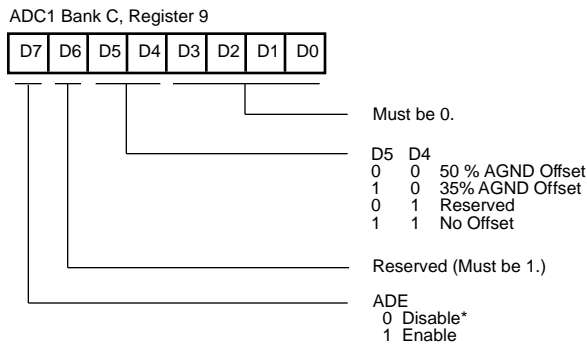 ADC1 Bank C, Register 9
D7 D6 D5 D4 D3 D2 D1 D0
Must be 0.
D5 D4
0 0 50 % AGND Offset
1 0 35% AGND Offset
0 1 Reserved
1 1 No Offset
Reserved (Must be 1.)
ADE
0 Disable*
1 Enable